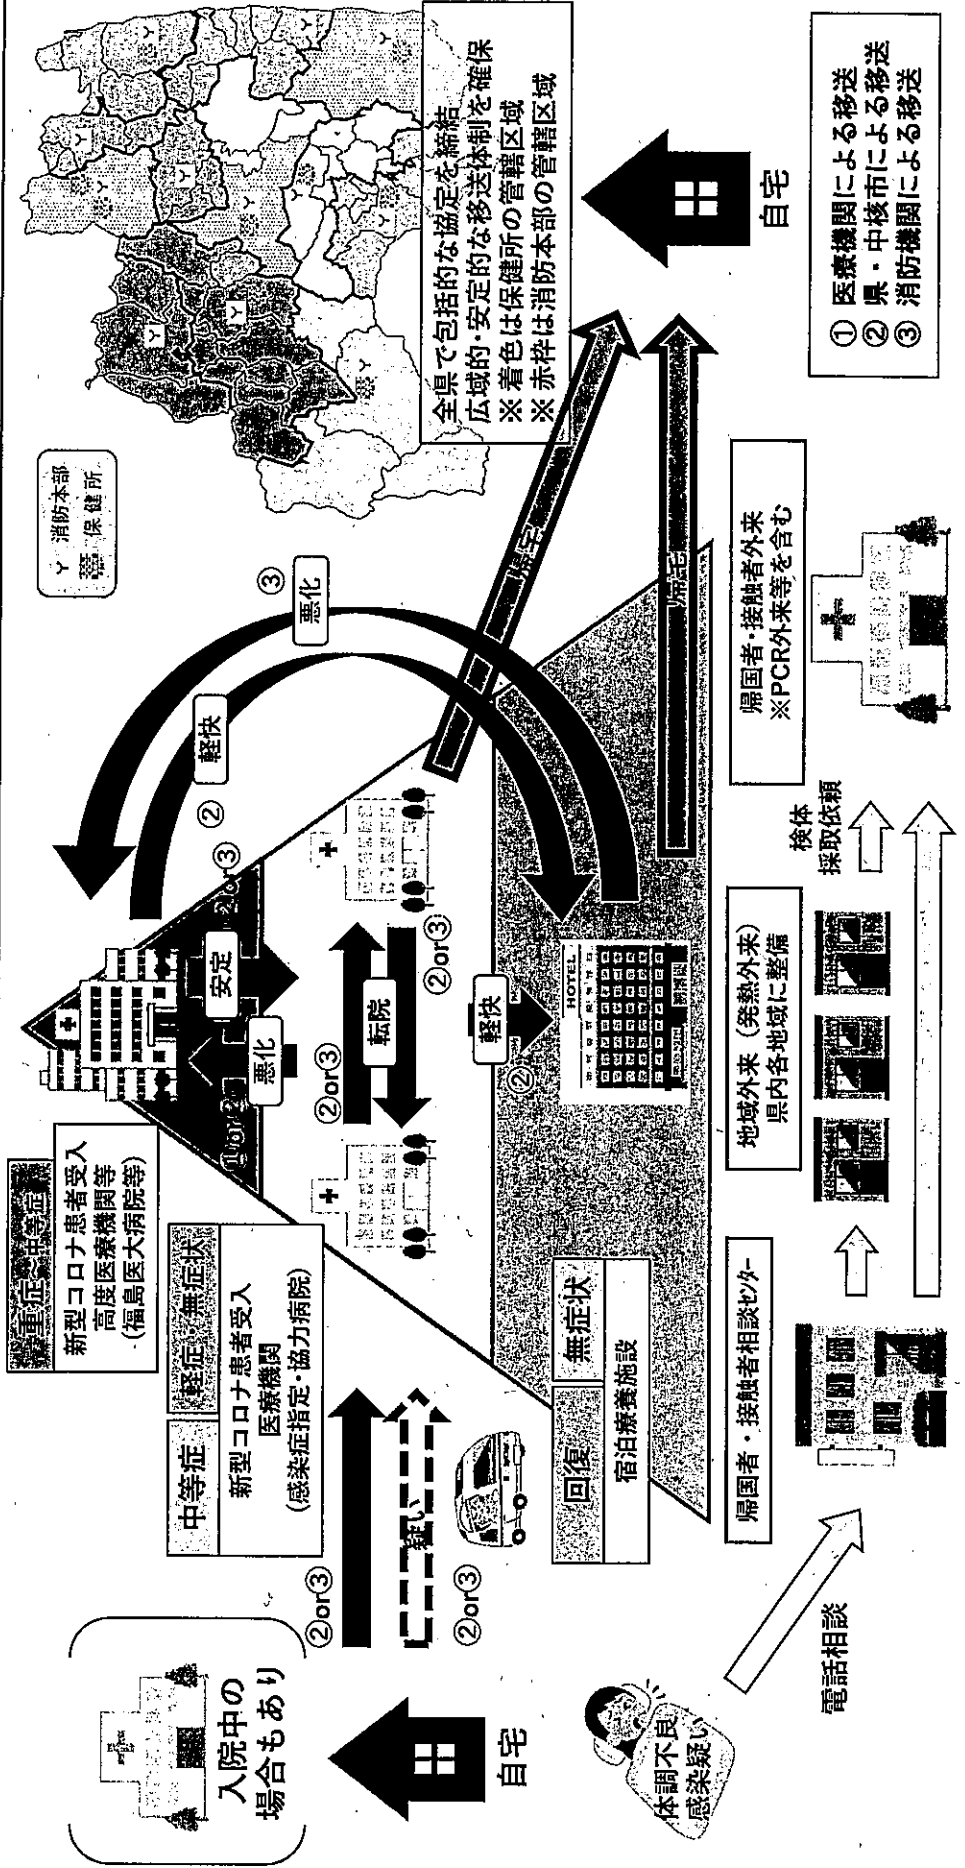 重症～中等症
新型コロナ患者受入
高度医療機関等
(福島医大病院等)
中等症
軽症・無症状
新型コロナ患者受入
医療機関
(感染症指定・協力病院)
回復
無症状
宿泊療養施設
入院中の
場合もあり
自宅
②or③
疑い
②or③
①or②
悪化
安定
②or③
②
軽快
③
悪化
②or③
転院
②or③
②
軽快
HOTEL
帰宅
帰宅
自宅
Y 消防本部
保健所
全県で包括的な協定を締結
広域的・安定的な移送体制を確保
※着色は保健所の管轄区域
※赤枠は消防本部の管轄区域
① 医療機関による移送
② 県・中核市による移送
③ 消防機関による移送
体調不良
感染疑い
電話相談
帰国者・接触者相談センター
地域外来（発熱外来）
県内各地域に整備
検体
採取依頼
帰国者・接触者外来
※PCR外来等を含む